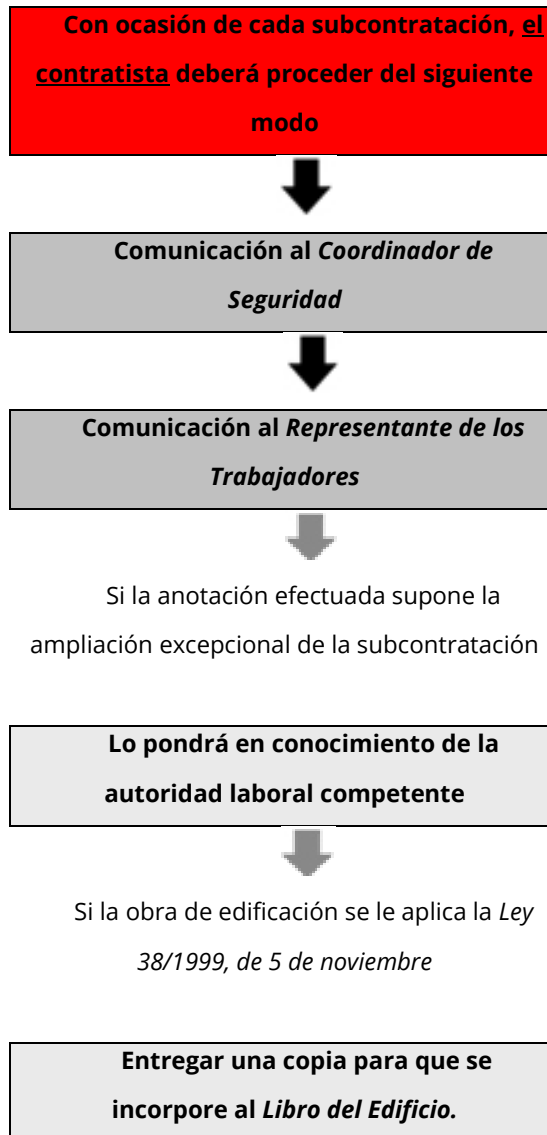 Con ocasión de cada subcontratación, el
contratista deberá proceder del siguiente
modo
Comunicación al Coordinador de
Seguridad
Comunicación al Representante de los
Trabajadores
Si la anotación efectuada supone la
ampliación excepcional de la subcontratación
Lo pondrá en conocimiento de la
autoridad laboral competente
Si la obra de edificación se le aplica la Ley
38/1999, de 5 de noviembre
Entregar una copia para que se
incorpore al Libro del Edificio.